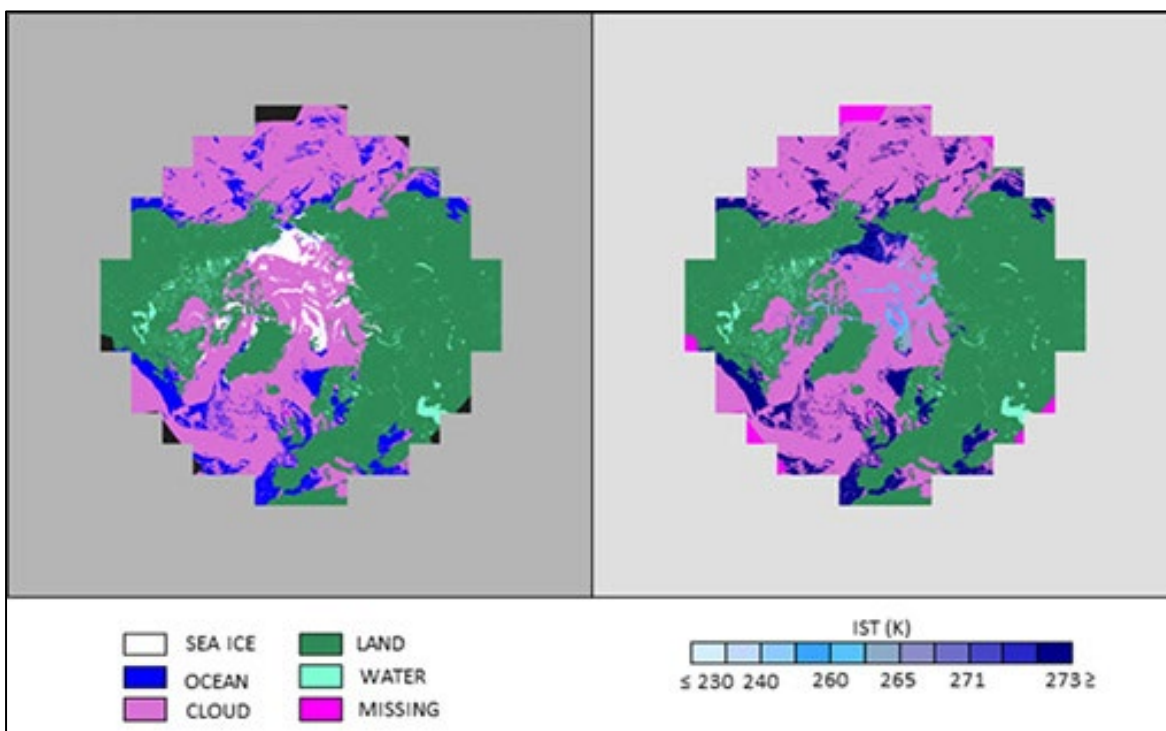 SEA ICE LAND
OCEAN WATER
CLOUD MISSING
IST (K)
≤ 230 240 260 265 271 273 ≥